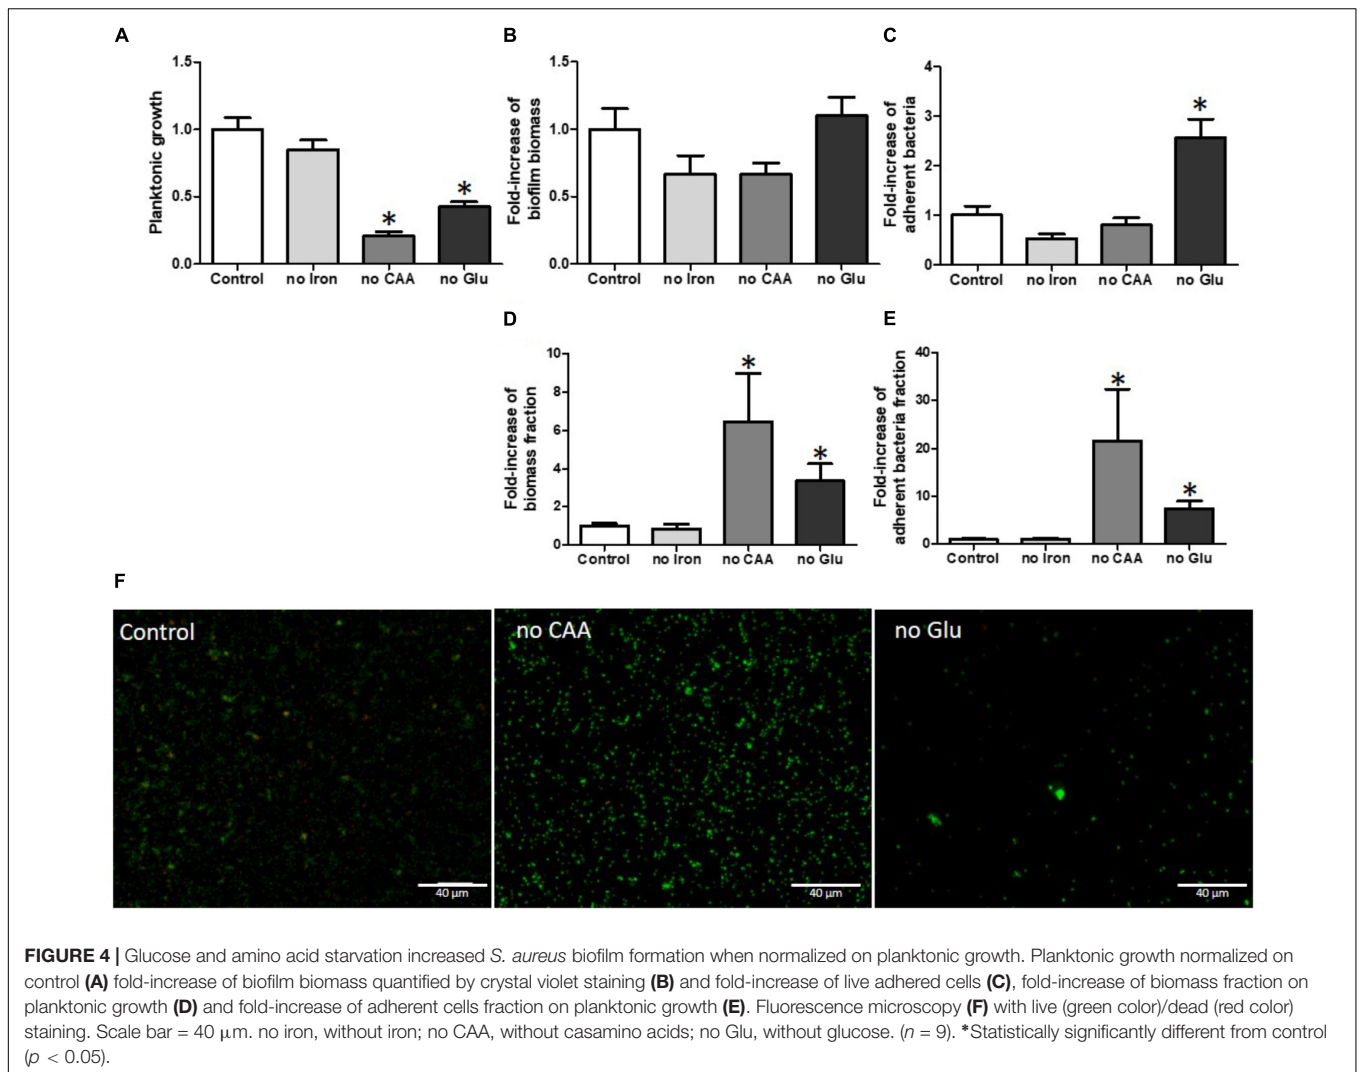 A
Planktonic growth
1.5
1.0
0.5
0.0
Control no Iron no CAA no Glu
* *
B
Fold-increase of
biofilm biomass
1.5
1.0
0.5
0.0
Control no Iron no CAA no Glu
C
Fold-increase of
adherent bacteria
4
3
2
1
0
Control no Iron no CAA no Glu
*
D
Fold-increase of
biomass fraction
10
8
6
4
2
0
Control no Iron no CAA no Glu
* *
E
Fold-increase of
adherent bacteria fraction
40
30
20
10
0
Control no Iron no CAA no Glu
* *
F
Control
40 µm
no CAA
40 µm
no Glu
40 µm
FIGURE 4 | Glucose and amino acid starvation increased S. aureus biofilm formation when normalized on planktonic growth. Planktonic growth normalized on
control (A) fold-increase of biofilm biomass quantified by crystal violet staining (B) and fold-increase of live adhered cells (C), fold-increase of biomass fraction on
planktonic growth (D) and fold-increase of adherent cells fraction on planktonic growth (E). Fluorescence microscopy (F) with live (green color)/dead (red color)
staining. Scale bar = 40 µm. no iron, without iron; no CAA, without casamino acids; no Glu, without glucose. (n = 9). *Statistically significantly different from control
(p < 0.05).